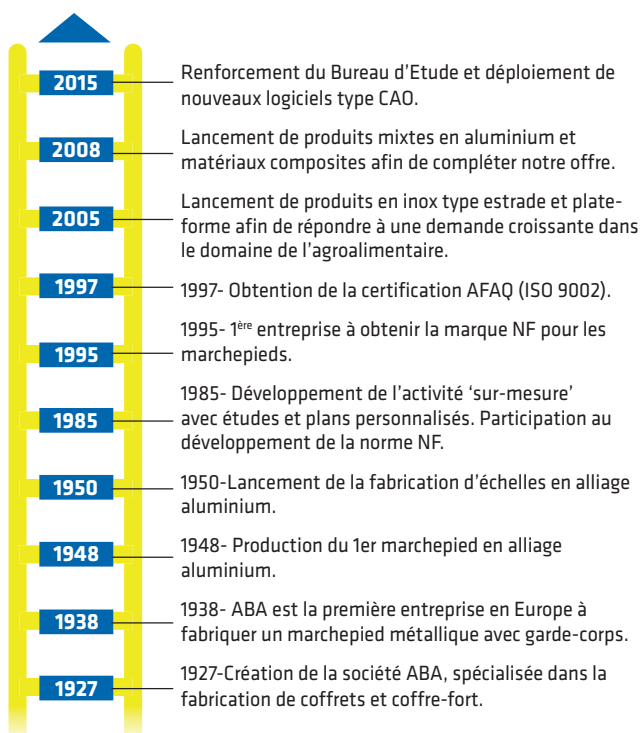 2015
Renforcement du Bureau d’Etude et déploiement de
nouveaux logiciels type CAO.
2008
Lancement de produits mixtes en aluminium et
matériaux composites afin de compléter notre offre.
2005
Lancement de produits en inox type estrade et plate-
forme afin de répondre à une demande croissante dans
le domaine de l’agroalimentaire.
1997
1997- Obtention de la certification AFAQ (ISO 9002).
1995
1995- 1ère entreprise à obtenir la marque NF pour les
marchepieds.
1985
1985- Développement de l’activité ‘sur-mesure’
avec études et plans personnalisés. Participation au
développement de la norme NF.
1950
1950-Lancement de la fabrication d’échelles en alliage
aluminium.
1948
1948- Production du 1er marchepied en alliage
aluminium.
1938
1938- ABA est la première entreprise en Europe à
fabriquer un marchepied métallique avec garde-corps.
1927
1927-Création de la société ABA, spécialisée dans la
fabrication de coffrets et coffre-fort.